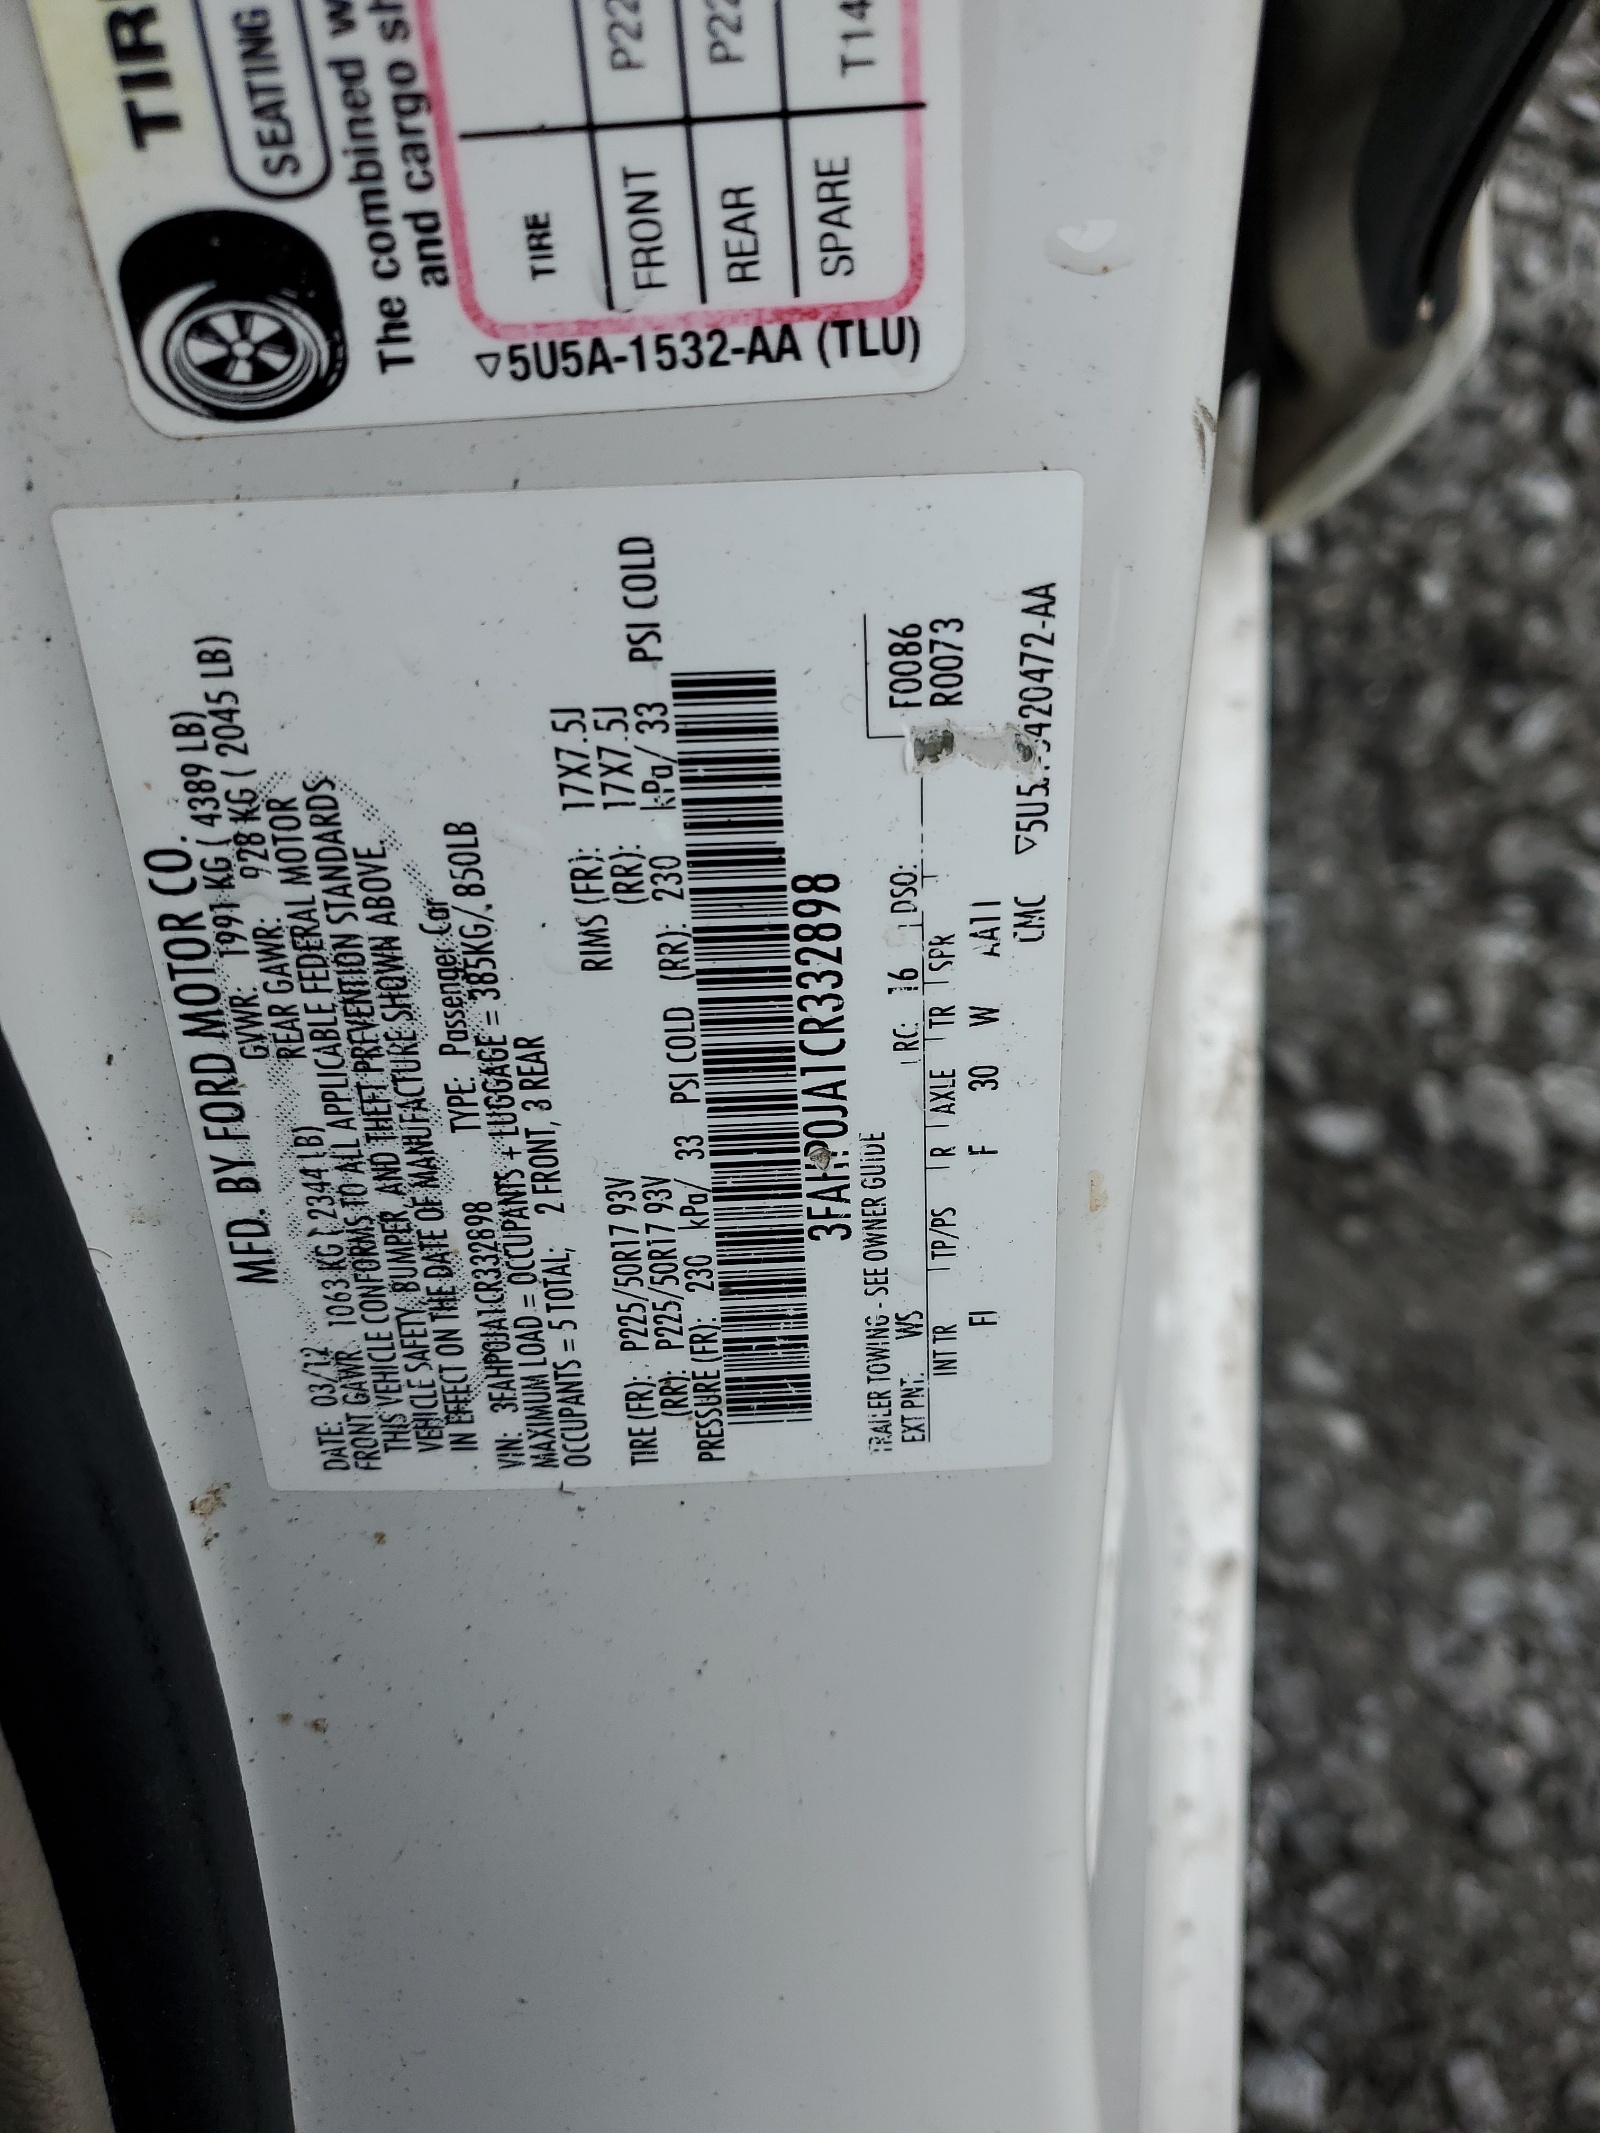 MFD. BY FORD MOTOR CO.
DATE: 03/12 GVWR: 1991 KG ( 4389 LB)
FRONT GAWR: 1063 KG ( 2344 LB) REAR GAWR: 928 KG ( 2045 LB)
THIS VEHICLE CONFORMS TO ALL APPLICABLE FEDERAL MOTOR
VEHICLE SAFETY, BUMPER, AND THEFT PREVENTION STANDARDS
IN EFFECT ON THE DATE OF MANUFACTURE SHOWN ABOVE.
VIN: 3FAHP0JA1CR332898 TYPE: Passenger Car
MAXIMUM LOAD = OCCUPANTS + LUGGAGE = 385KG/ 850LB
OCCUPANTS = 5 TOTAL, 2 FRONT, 3 REAR
TIRE (FR): P225/50R17 93V RIMS (FR): 17X7.5J
(RR): P225/50R17 93V (RR): 17X7.5J
PRESSURE (FR): 230 kPa/ 33 PSI COLD (RR): 230 kPa/ 33 PSI COLD
3FAHP0JA1CR332898
TRAILER TOWING - SEE OWNER GUIDE
EXT PNT: WS RC: 16 DSO: F0086
INT TR TP/PS R AXLE TR SPR R0073
FI F 30 W AA11
CMC 420472-AA
TIR
SEATING
The combined w
and cargo sh
TIRE
FRONT P22
REAR P22
SPARE T14
5U5A-1532-AA (TLU)